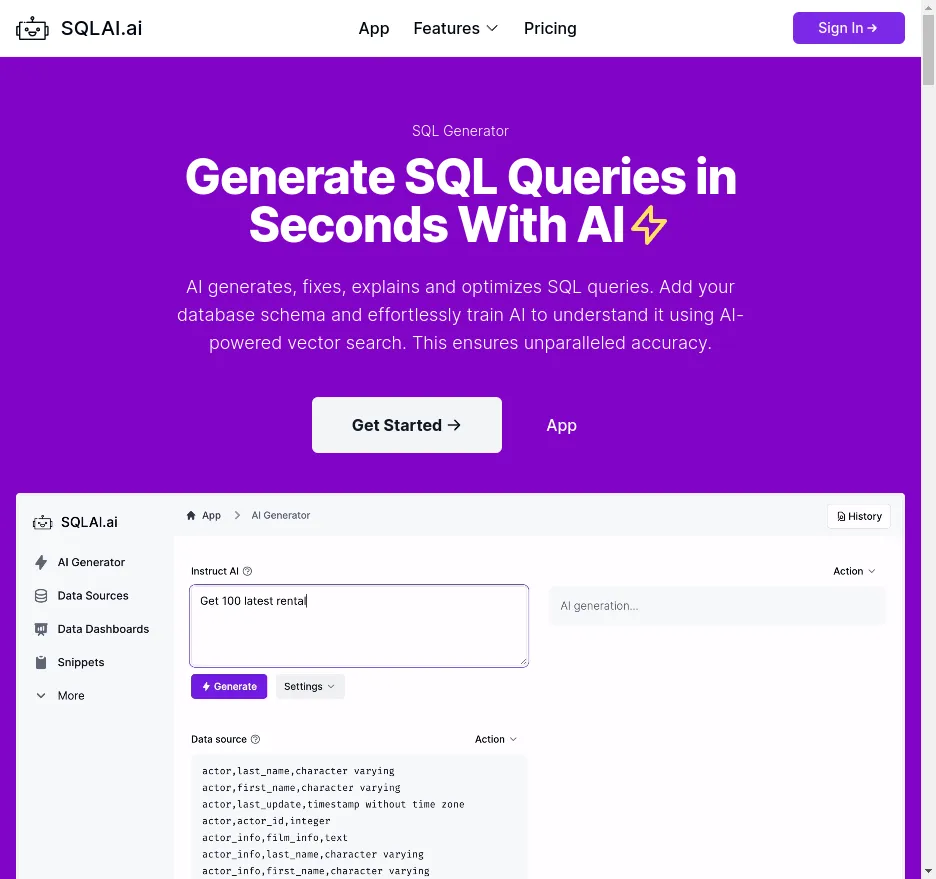 SQLAI.ai
App Features Pricing
Sign In →
SQL Generator
Generate SQL Queries in
Seconds With AI
AI generates, fixes, explains and optimizes SQL queries. Add your
database schema and effortlessly train AI to understand it using AI-
powered vector search. This ensures unparalleled accuracy.
Get Started →
App
SQLAI.ai
App > AI Generator
History
AI Generator
Data Sources
Data Dashboards
Snippets
More
Instruct AI
Get 100 latest rental
Generate
Settings
Action
AI generation...
Data source
Action
actor,last_name,character varying
actor,first_name,character varying
actor,last_update,timestamp without time zone
actor,actor_id,integer
actor_info,film_info,text
actor_info,last_name,character varying
actor_info,first_name,character varying